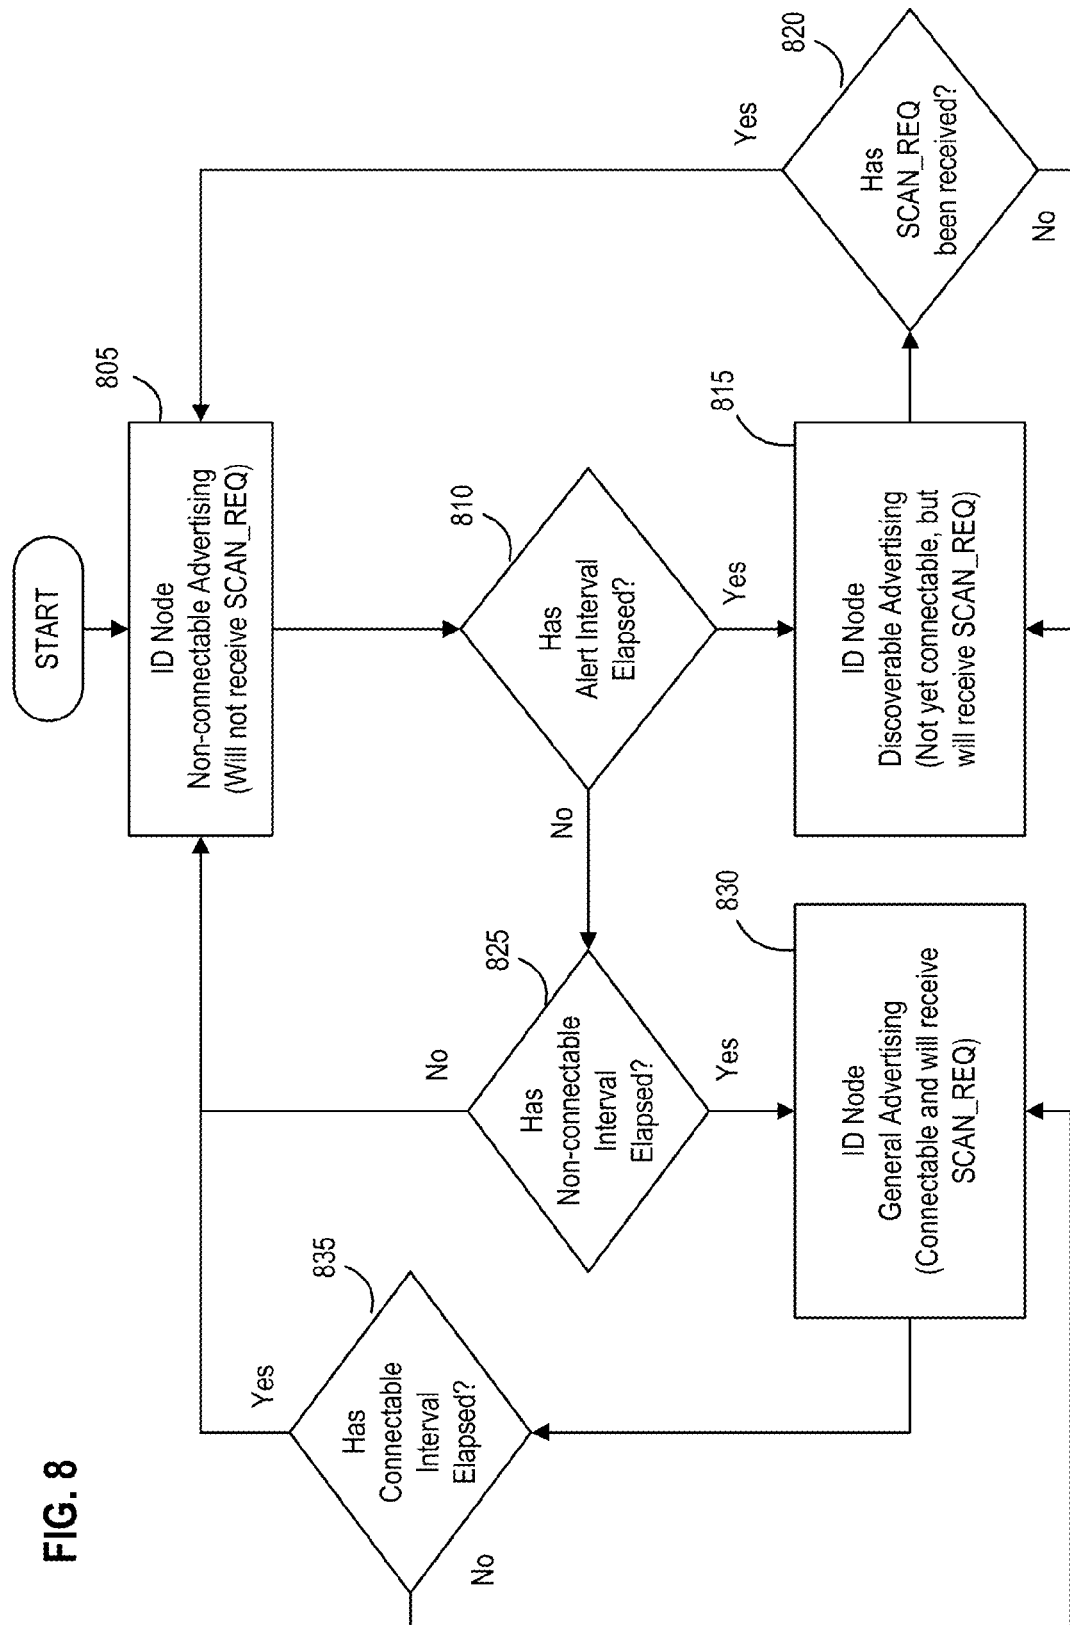 FIG. 8
START
805
ID Node
Non-connectable Advertising
(Will not receive SCAN_REQ)
810
Has
Alert Interval
Elapsed?
Yes
No
815
ID Node
Discoverable Advertising
(Not yet connectable, but
will receive SCAN_REQ)
820
Has
SCAN_REQ
been received?
Yes
No
825
Has
Non-connectable
Interval
Elapsed?
No
Yes
830
ID Node
General Advertising
(Connectable and will receive
SCAN_REQ)
835
Has
Connectable
Interval
Elapsed?
Yes
No